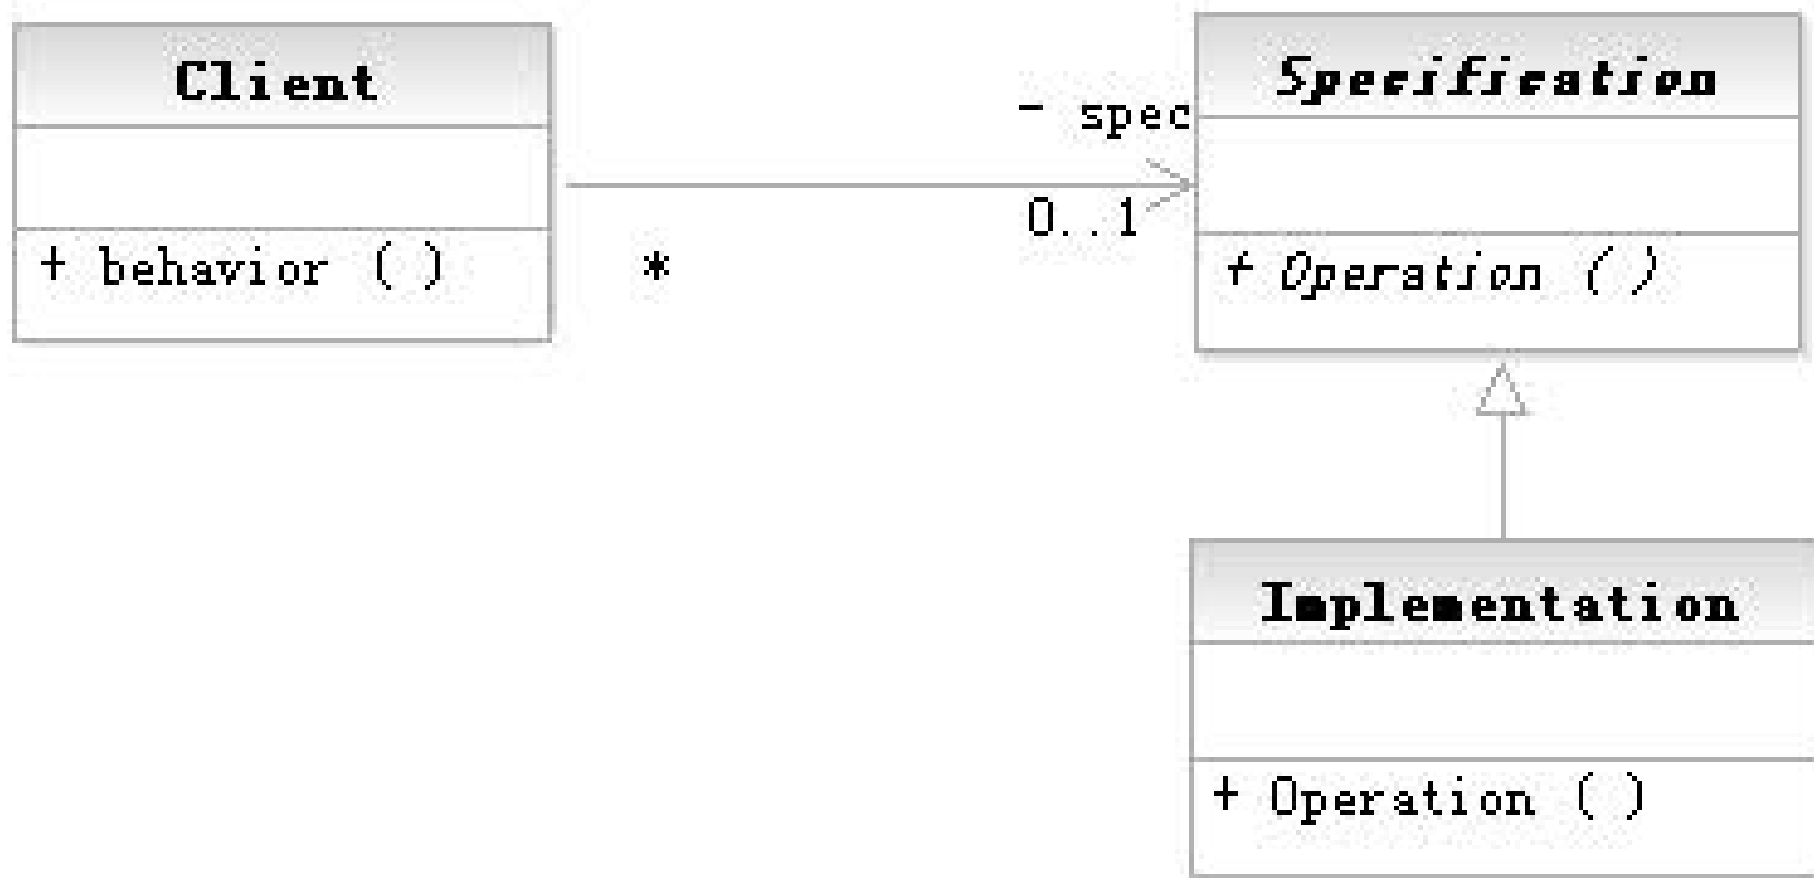 Client
+ behavior ( )
*
- spec
0..1
Specification
+ Operation ( )
Implementation
+ Operation ( )